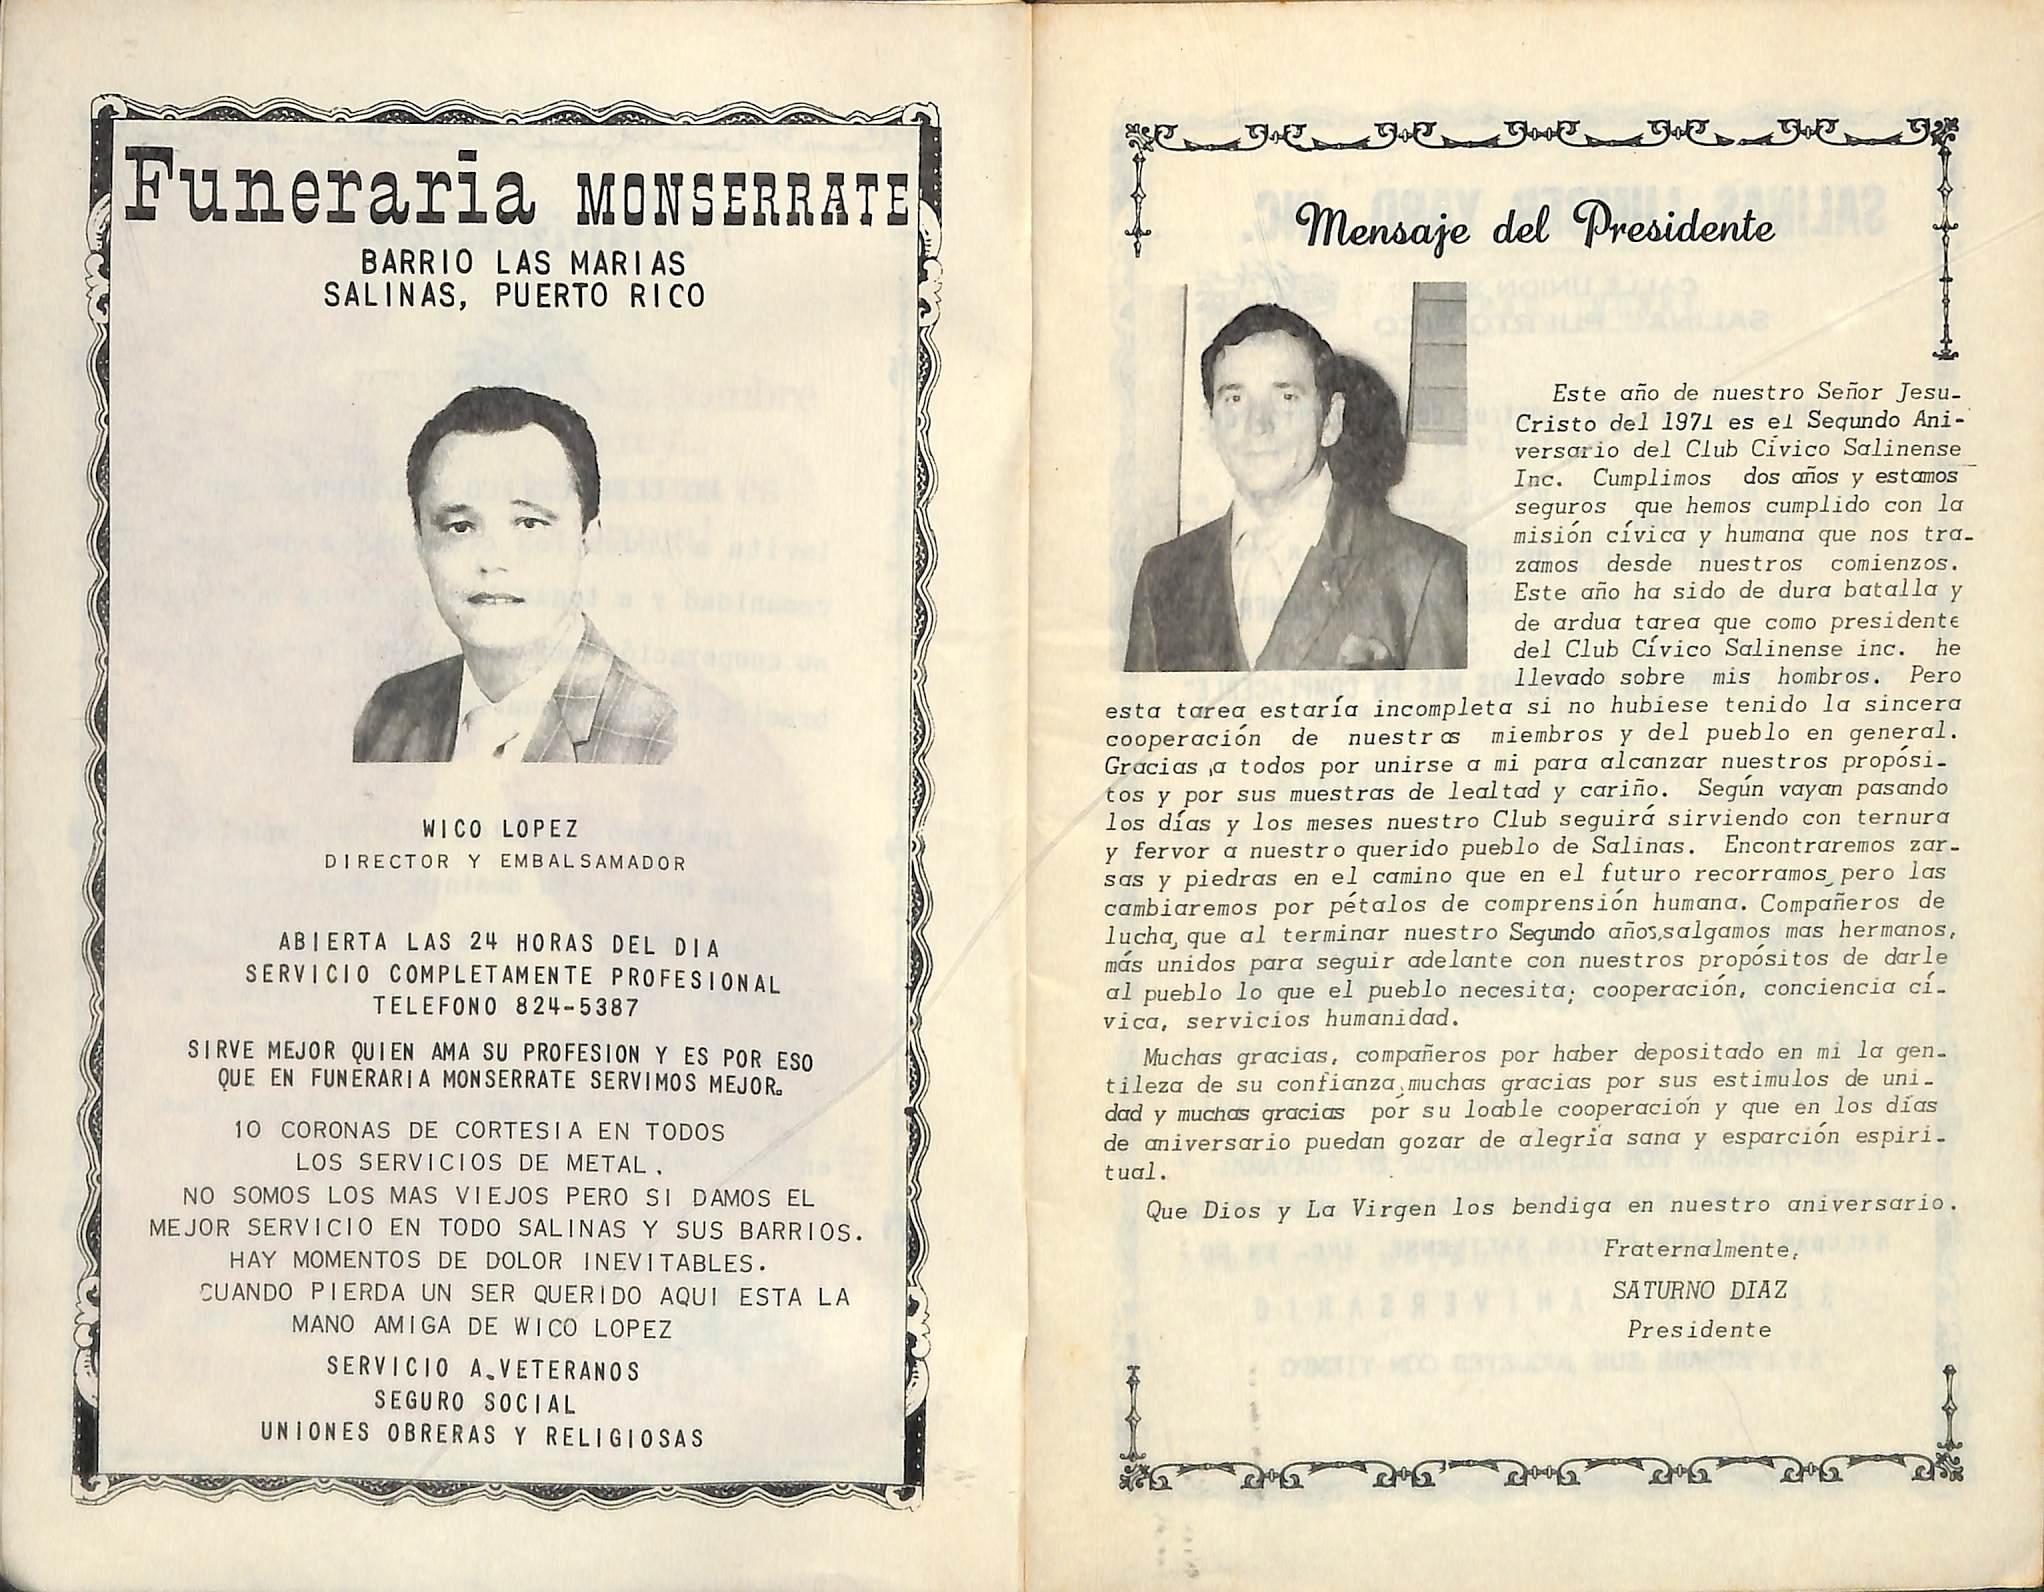 Funeraria MONSERRATE
BARRIO LAS MARIAS
SALINAS, PUERTO RICO
WICO LOPEZ
DIRECTOR Y EMBALSAMADOR
ABIERTA LAS 24 HORAS DEL DIA
SERVICIO COMPLETAMENTE PROFESIONAL
TELEFONO 824-5387
SIRVE MEJOR QUIEN AMA SU PROFESION Y ES POR ESO
QUE EN FUNERARIA MONSERRATE SERVIMOS MEJOR.
10 CORONAS DE CORTESIA EN TODOS
LOS SERVICIOS DE METAL.
NO SOMOS LOS MAS VIEJOS PERO SI DAMOS EL
MEJOR SERVICIO EN TODO SALINAS Y SUS BARRIOS.
HAY MOMENTOS DE DOLOR INEVITABLES.
CUANDO PIERDA UN SER QUERIDO AQUI ESTA LA
MANO AMIGA DE WICO LOPEZ
SERVICIO A.VETERANOS
SEGURO SOCIAL
UNIONES OBRERAS Y RELIGIOSAS
Mensaje del Presidente
Este año de nuestro Señor Jesu-
Cristo del 1971 es el Segundo Ani-
versario del Club Cívico Salinense
Inc. Cumplimos dos años y estamos
seguros que hemos cumplido con la
misión cívica y humana que nos tra-
zamos desde nuestros comienzos.
Este año ha sido de dura batalla y
de ardua tarea que como presidente
del Club Cívico Salinense inc. he
llevado sobre mis hombros. Pero
esta tarea estaría incompleta si no hubiese tenido la sincera
cooperación de nuestros miembros y del pueblo en general.
Gracias,a todos por unirse a mi para alcanzar nuestros propósi-
tos y por sus muestras de lealtad y cariño. Según vayan pasando
los días y los meses nuestro Club seguirá sirviendo con ternura
y fervor a nuestro querido pueblo de Salinas. Encontraremos zar-
sas y piedras en el camino que en el futuro recorramos,pero las
cambiaremos por pétalos de comprensión humana. Compañeros de
lucha, que al terminar nuestro Segundo años,salgamos mas hermanos,
más unidos para seguir adelante con nuestros propósitos de darle
al pueblo lo que el pueblo necesita; cooperación, conciencia cí-
vica, servicios humanidad.
Muchas gracias, compañeros por haber depositado en mi la gen-
tileza de su confianza,muchas gracias por sus estimulos de uni-
dad y muchas gracias por su loable cooperación y que en los días
de aniversario puedan gozar de alegría sana y esparción espiri-
tual.
Que Dios y La Virgen los bendiga en nuestro aniversario.
Fraternalmente,
SATURNO DIAZ
Presidente